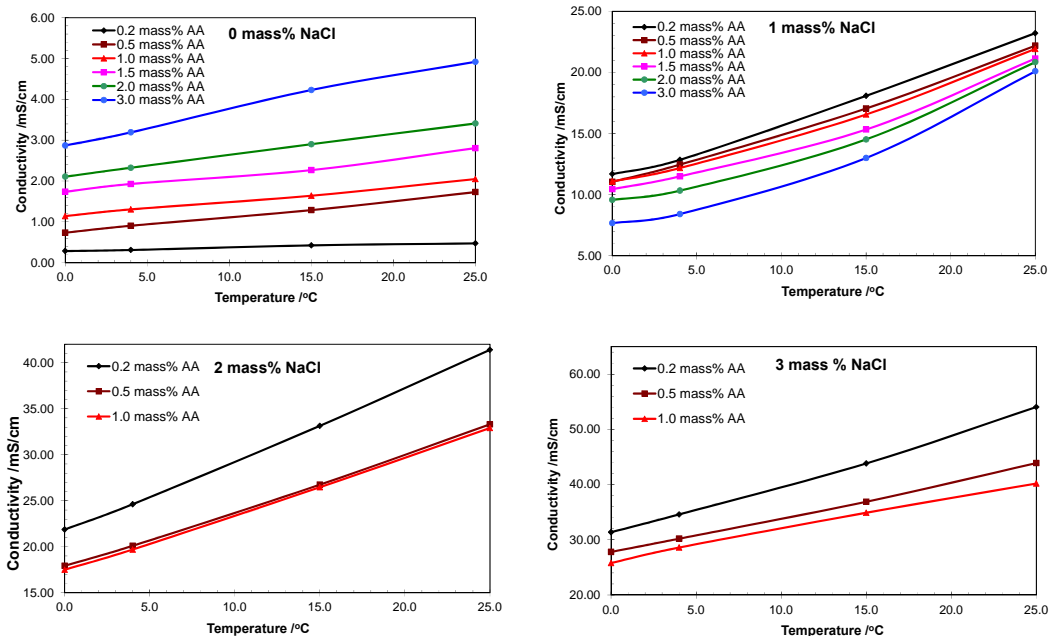 0 mass% NaCl
0.2 mass% AA
0.5 mass% AA
1.0 mass% AA
1.5 mass% AA
2.0 mass% AA
3.0 mass% AA
Conductivity /mS/cm
6.00
5.00
4.00
3.00
2.00
1.00
0.00
0.0
5.0
10.0
15.0
20.0
25.0
Temperature /°C
1 mass% NaCl
0.2 mass% AA
0.5 mass% AA
1.0 mass% AA
1.5 mass% AA
2.0 mass% AA
3.0 mass% AA
Conductivity /mS/cm
25.00
20.00
15.00
10.00
5.00
0.0
5.0
10.0
15.0
20.0
25.0
Temperature /°C
2 mass% NaCl
0.2 mass% AA
0.5 mass% AA
1.0 mass% AA
Conductivity /mS/cm
40.00
35.00
30.00
25.00
20.00
15.00
0.0
5.0
10.0
15.0
20.0
25.0
Temperature /°C
3 mass % NaCl
0.2 mass% AA
0.5 mass% AA
1.0 mass% AA
Conductivity /mS/cm
60.00
50.00
40.00
30.00
20.00
0.0
5.0
10.0
15.0
20.0
25.0
Temperature /°C